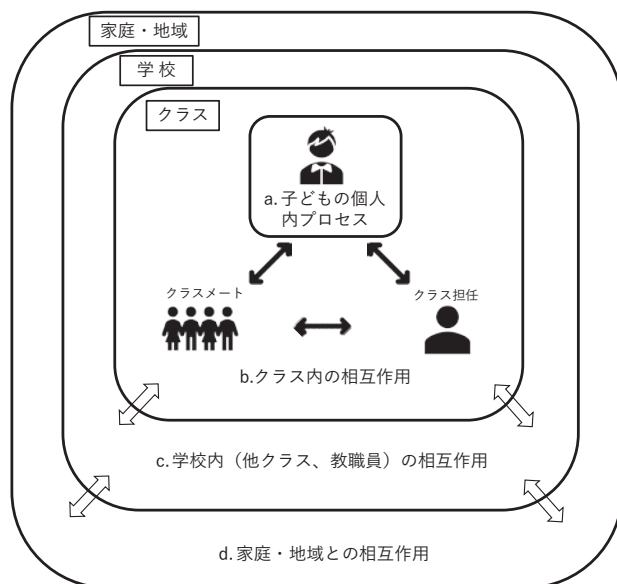 家庭・地域
学 校
クラス
a. 子どもの個人
内プロセス
クラスメート
クラス担任
b.クラス内の相互作用
c. 学校内（他クラス、教職員）の相互作用
d. 家庭・地域との相互作用